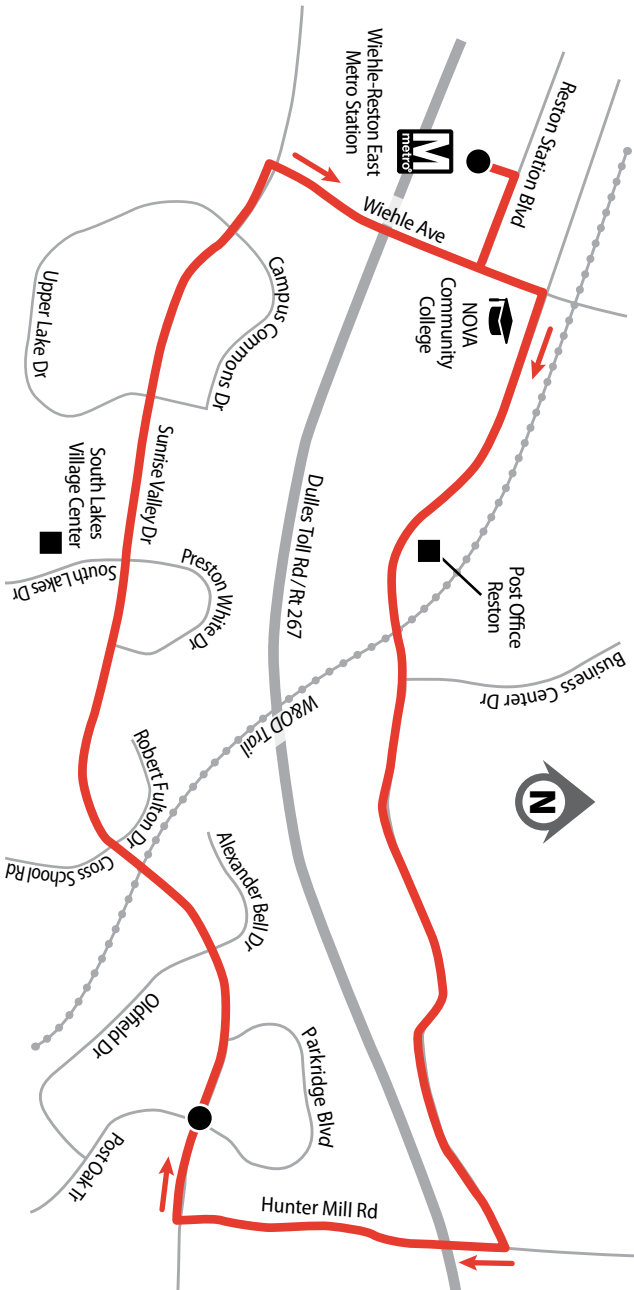 Reston Station Blvd
Wiehle-Reston East
Metro Station
M
metro®
Wiehle Ave
NOVA
Community
College
Campus Commons Dr
Upper Lake Dr
Sunrise Valley Dr
South Lakes
Village Center
South Lakes Dr
Preston White Dr
Dulles Toll Rd / Rt 267
Post Office
Reston
Business Center Dr
W&OD Trail
N
Robert Fulton Dr
Cross School Rd
Alexander Bell Dr
Oldfield Dr
Parkridge Blvd
Post Oak Tr
Hunter Mill Rd